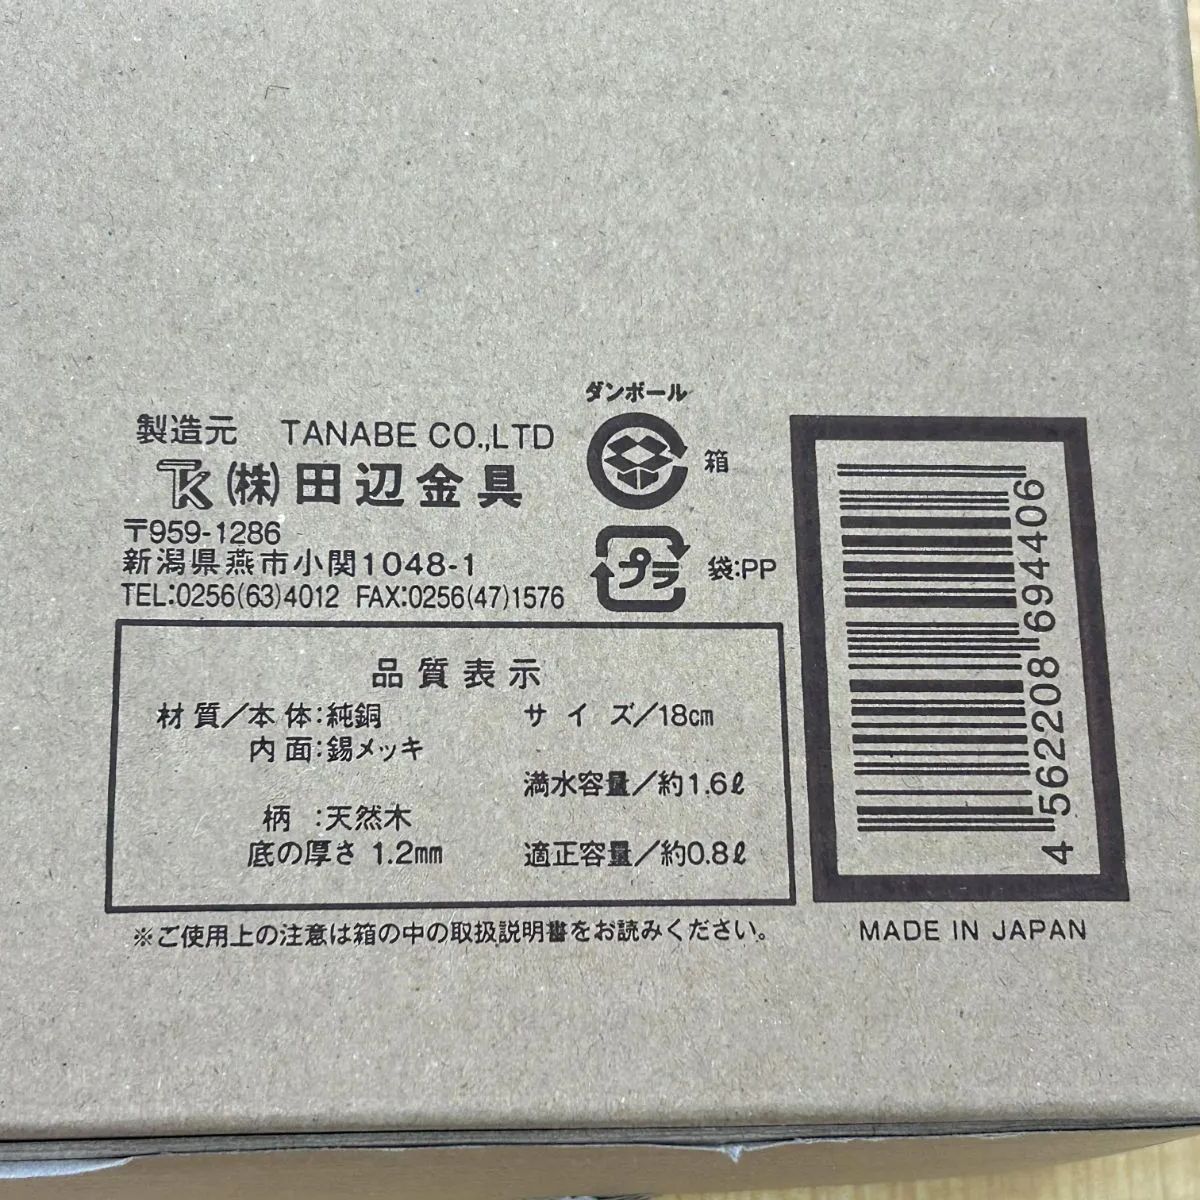 製造元 TANABE CO.,LTD
TK (株)田辺金具
〒959-1286
新潟県燕市小関1048-1
TEL:0256(63)4012 FAX:0256(47)1576
ダンボール
箱
プラ
袋:PP
品質表示
材質/本体:純銅
内面:錫メッキ
柄:天然木
底の厚さ 1.2mm
サイズ/18cm
満水容量/約1.6ℓ
適正容量/約0.8ℓ
※ご使用上の注意は箱の中の取扱説明書をお読みください。
4 562208 694406
MADE IN JAPAN